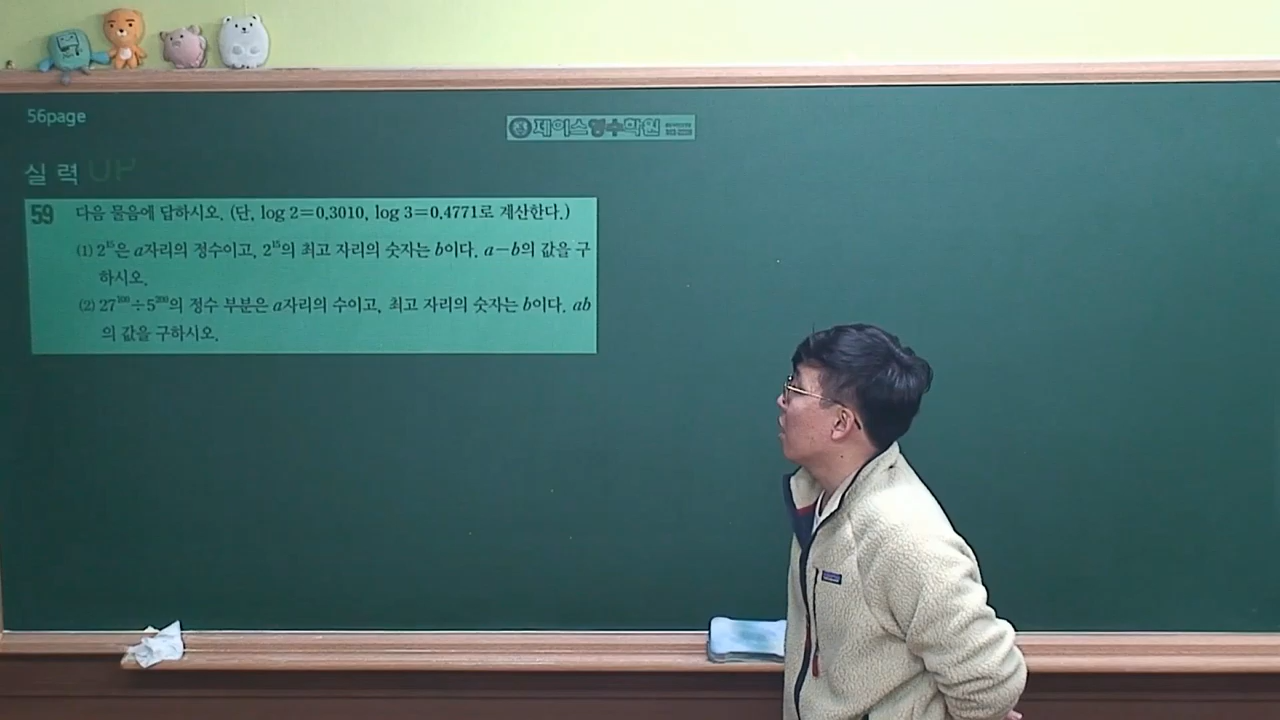 56page
제이스영수학원
실력 UP
59 다음 물음에 답하시오. (단, log 2=0.3010, log 3=0.4771로 계산한다.)
(1) 2¹⁵은 a자리의 정수이고, 2¹⁵의 최고 자리의 숫자는 b이다. a－b의 값을 구
하시오.
(2) 27¹⁰⁰÷5²⁰⁰의 정수 부분은 a자리의 수이고, 최고 자리의 숫자는 b이다. ab
의 값을 구하시오.